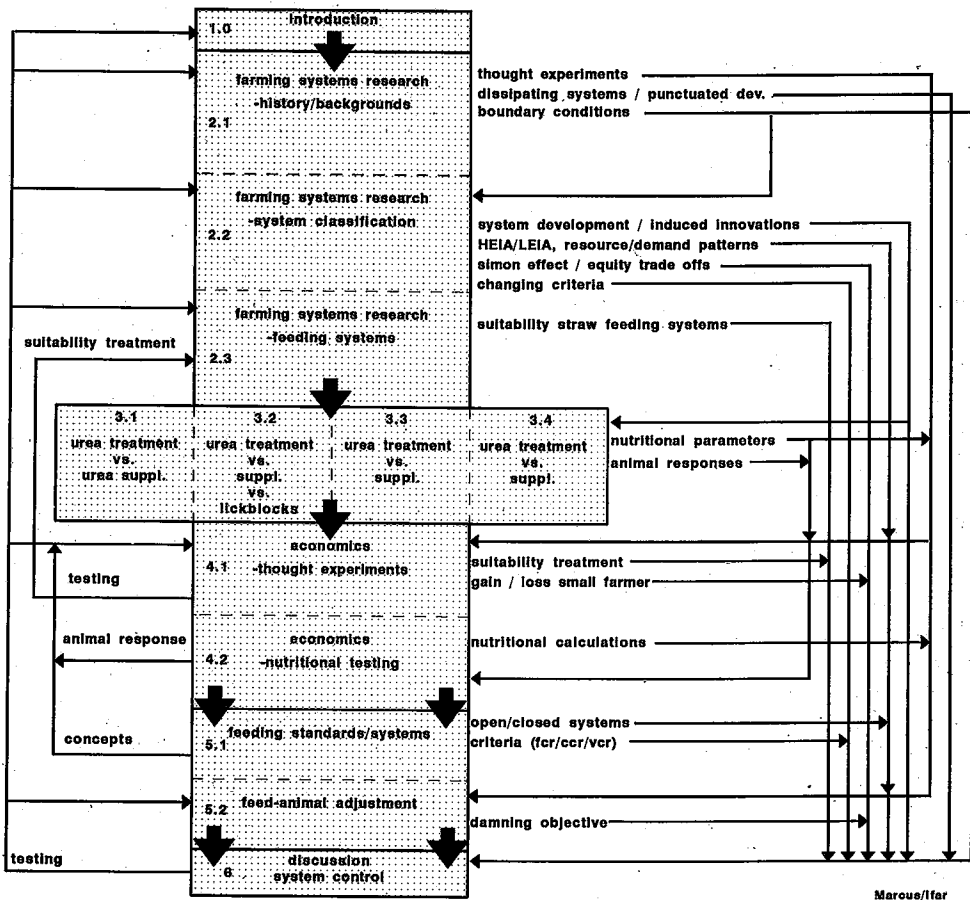 introduction
1.0
farming systems research
-history/backgrounds
2.1
thought experiments
dissipating systems / punctuated dev.
boundary conditions
farming systems research
-system classification
2.2
system development / induced innovations
HEIA/LEIA, resource/demand patterns
simon effect / equity trade offs
changing criteria
farming systems research
-feeding systems
2.3
suitability straw feeding systems
suitability treatment
3.1
urea treatment
vs.
urea suppl.
3.2
urea treatment
vs.
suppl.
vs.
lickblocks
3.3
urea treatment
vs.
suppl.
3.4
urea treatment
vs.
suppl.
nutritional parameters
animal responses
economics
-thought experiments
4.1
suitability treatment
gain / loss small farmer
testing
economics
-nutritional testing
4.2
animal response
nutritional calculations
feeding standards/systems
5.1
open/closed systems
criteria (fcr/ccr/vcr)
concepts
feed-animal adjustment
5.2
damning objective
testing
discussion
system control
6
Marcus/Ifar